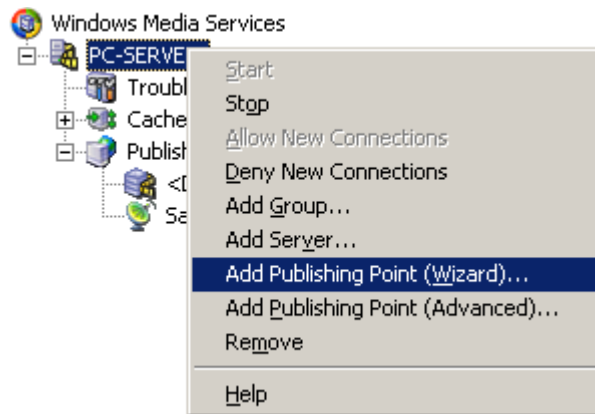 Windows Media Services
PC-SERVE
Start
Troubl
Stop
Cache
Allow New Connections
Publish
Deny New Connections
Add Group...
Add Server...
Add Publishing Point (Wizard)...
Add Publishing Point (Advanced)...
Remove
Help